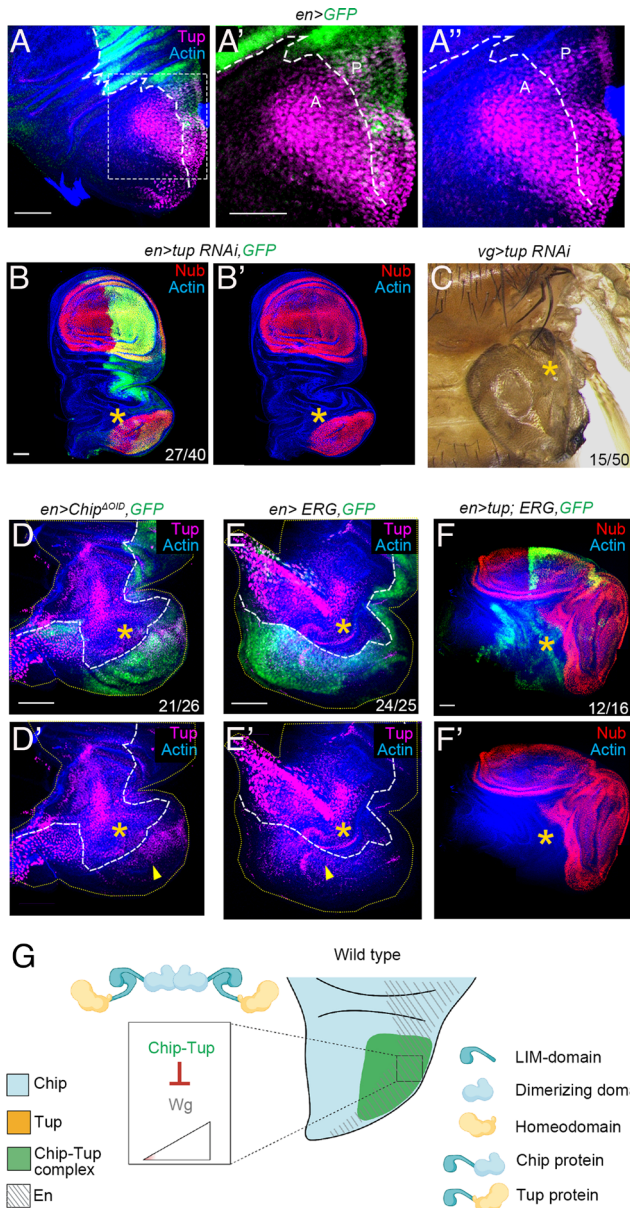 en>GFP
A
Tup
Actin
P
A'
P
A
A''
P
A
en>tup RNAi,GFP
vg>tup RNAi
B
Nub
Actin
*
27/40
B'
Nub
Actin
*
C
*
15/50
en>Chip^ΔOID,GFP
en> ERG,GFP
en>tup; ERG,GFP
D
Tup
Actin
*
21/26
E
Tup
Actin
*
24/25
F
Nub
Actin
*
12/16
D'
Tup
Actin
*
E'
Tup
Actin
*
F'
Nub
Actin
*
G
Wild type
Chip-Tup
Wg
Chip
Tup
Chip-Tup
complex
En
LIM-domain
Dimerizing doma
Homeodomain
Chip protein
Tup protein